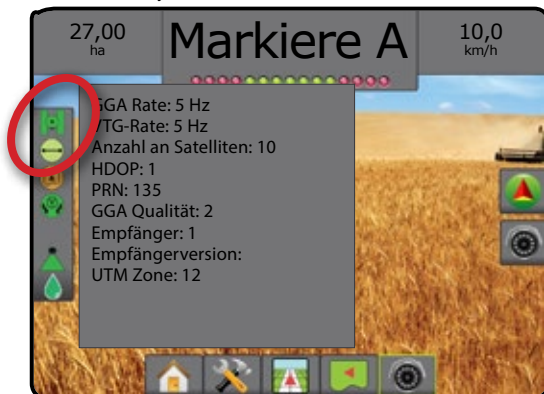 27,00
ha
Markiere A
10,0
km/h
GGA Rate: 5 Hz
VTG-Rate: 5 Hz
Anzahl an Satelliten: 10
HDOP: 1
PRN: 135
GGA Qualität: 2
Empfänger: 1
Empfängerversion:
UTM Zone: 12